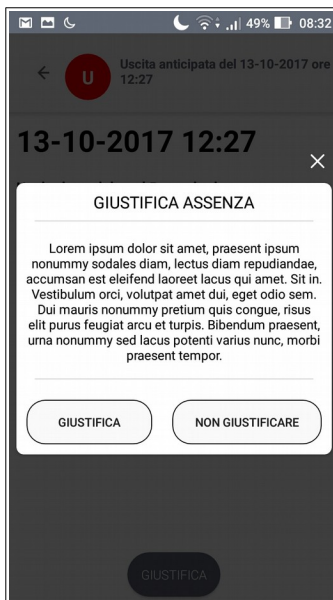 49% 08:32
U
Uscita anticipata del 13-10-2017 ore
12:27
13-10-2017 12:27
GIUSTIFICA ASSENZA
Lorem ipsum dolor sit amet, praesent ipsum
nonummy sodales diam, lectus diam repudiandae,
accumsan est eleifend laoreet lacus qui amet. Sit in.
Vestibulum orci, volutpat amet dui, eget odio sem.
Dui mauris nonummy pretium quis congue, risus
elit purus feugiat arcu et turpis. Bibendum praesent,
urna nonummy sed lacus potenti varius nunc, morbi
praesent tempor.
GIUSTIFICA
NON GIUSTIFICARE
GIUSTIFICA